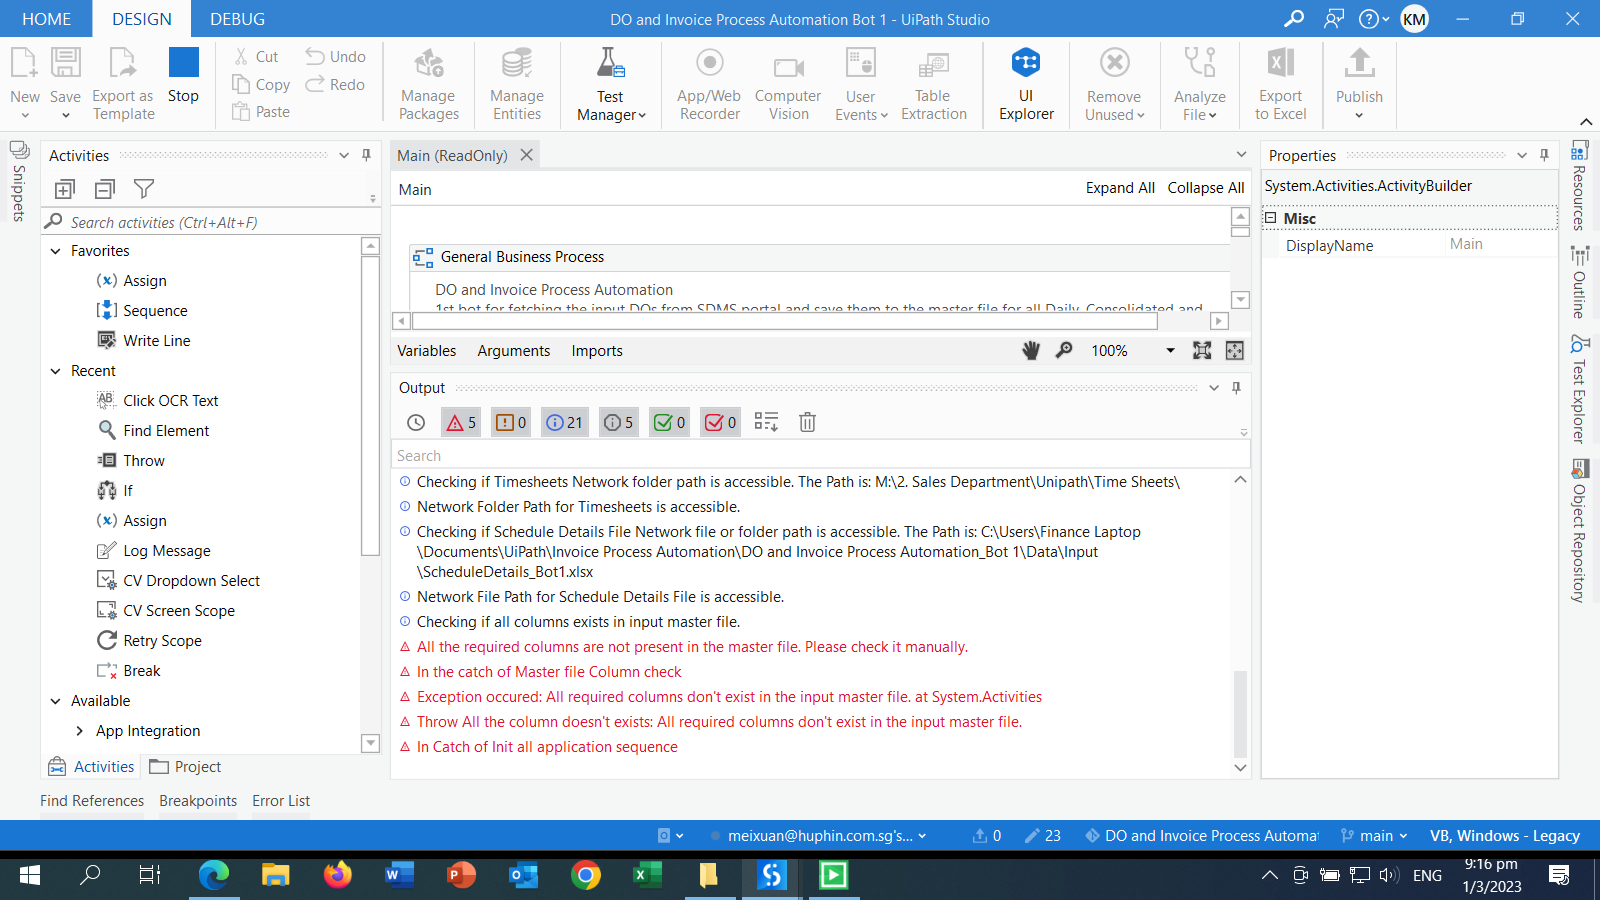 HOME
DESIGN
DEBUG
DO and Invoice Process Automation Bot 1 - UiPath Studio
KM
New
Save
Export as
Template
Stop
Cut
Copy
Paste
Undo
Redo
Manage
Packages
Manage
Entities
Test
Manager
App/Web
Recorder
Computer
Vision
User
Events
Table
Extraction
UI
Explorer
Remove
Unused
Analyze
File
Export
to Excel
Publish
Snippets
Activities
Search activities (Ctrl+Alt+F)
Favorites
Assign
Sequence
Write Line
Recent
Click OCR Text
Find Element
Throw
If
Assign
Log Message
CV Dropdown Select
CV Screen Scope
Retry Scope
Break
Available
App Integration
Activities
Project
Main (ReadOnly)
Main
Expand All
Collapse All
General Business Process
DO and Invoice Process Automation
1st bot for fetching the input DOs from SDMS portal and save them to the master file for all Daily, Consolidated and
Variables
Arguments
Imports
100%
Output
5
0
21
5
0
0
Search
Checking if Timesheets Network folder path is accessible. The Path is: M:\2. Sales Department\Unipath\Time Sheets\
Network Folder Path for Timesheets is accessible.
Checking if Schedule Details File Network file or folder path is accessible. The Path is: C:\Users\Finance Laptop
\Documents\UiPath\Invoice Process Automation\DO and Invoice Process Automation_Bot 1\Data\Input
\ScheduleDetails_Bot1.xlsx
Network File Path for Schedule Details File is accessible.
Checking if all columns exists in input master file.
All the required columns are not present in the master file. Please check it manually.
In the catch of Master file Column check
Exception occured: All required columns don't exist in the input master file. at System.Activities
Throw All the column doesn't exists: All required columns don't exist in the input master file.
In Catch of Init all application sequence
Properties
System.Activities.ActivityBuilder
Misc
DisplayName
Main
Resources
Outline
Test Explorer
Object Repository
Find References
Breakpoints
Error List
meixuan@huphin.com.sg's...
0
23
DO and Invoice Process Automat
main
VB, Windows - Legacy
ENG
9:16 pm
1/3/2023